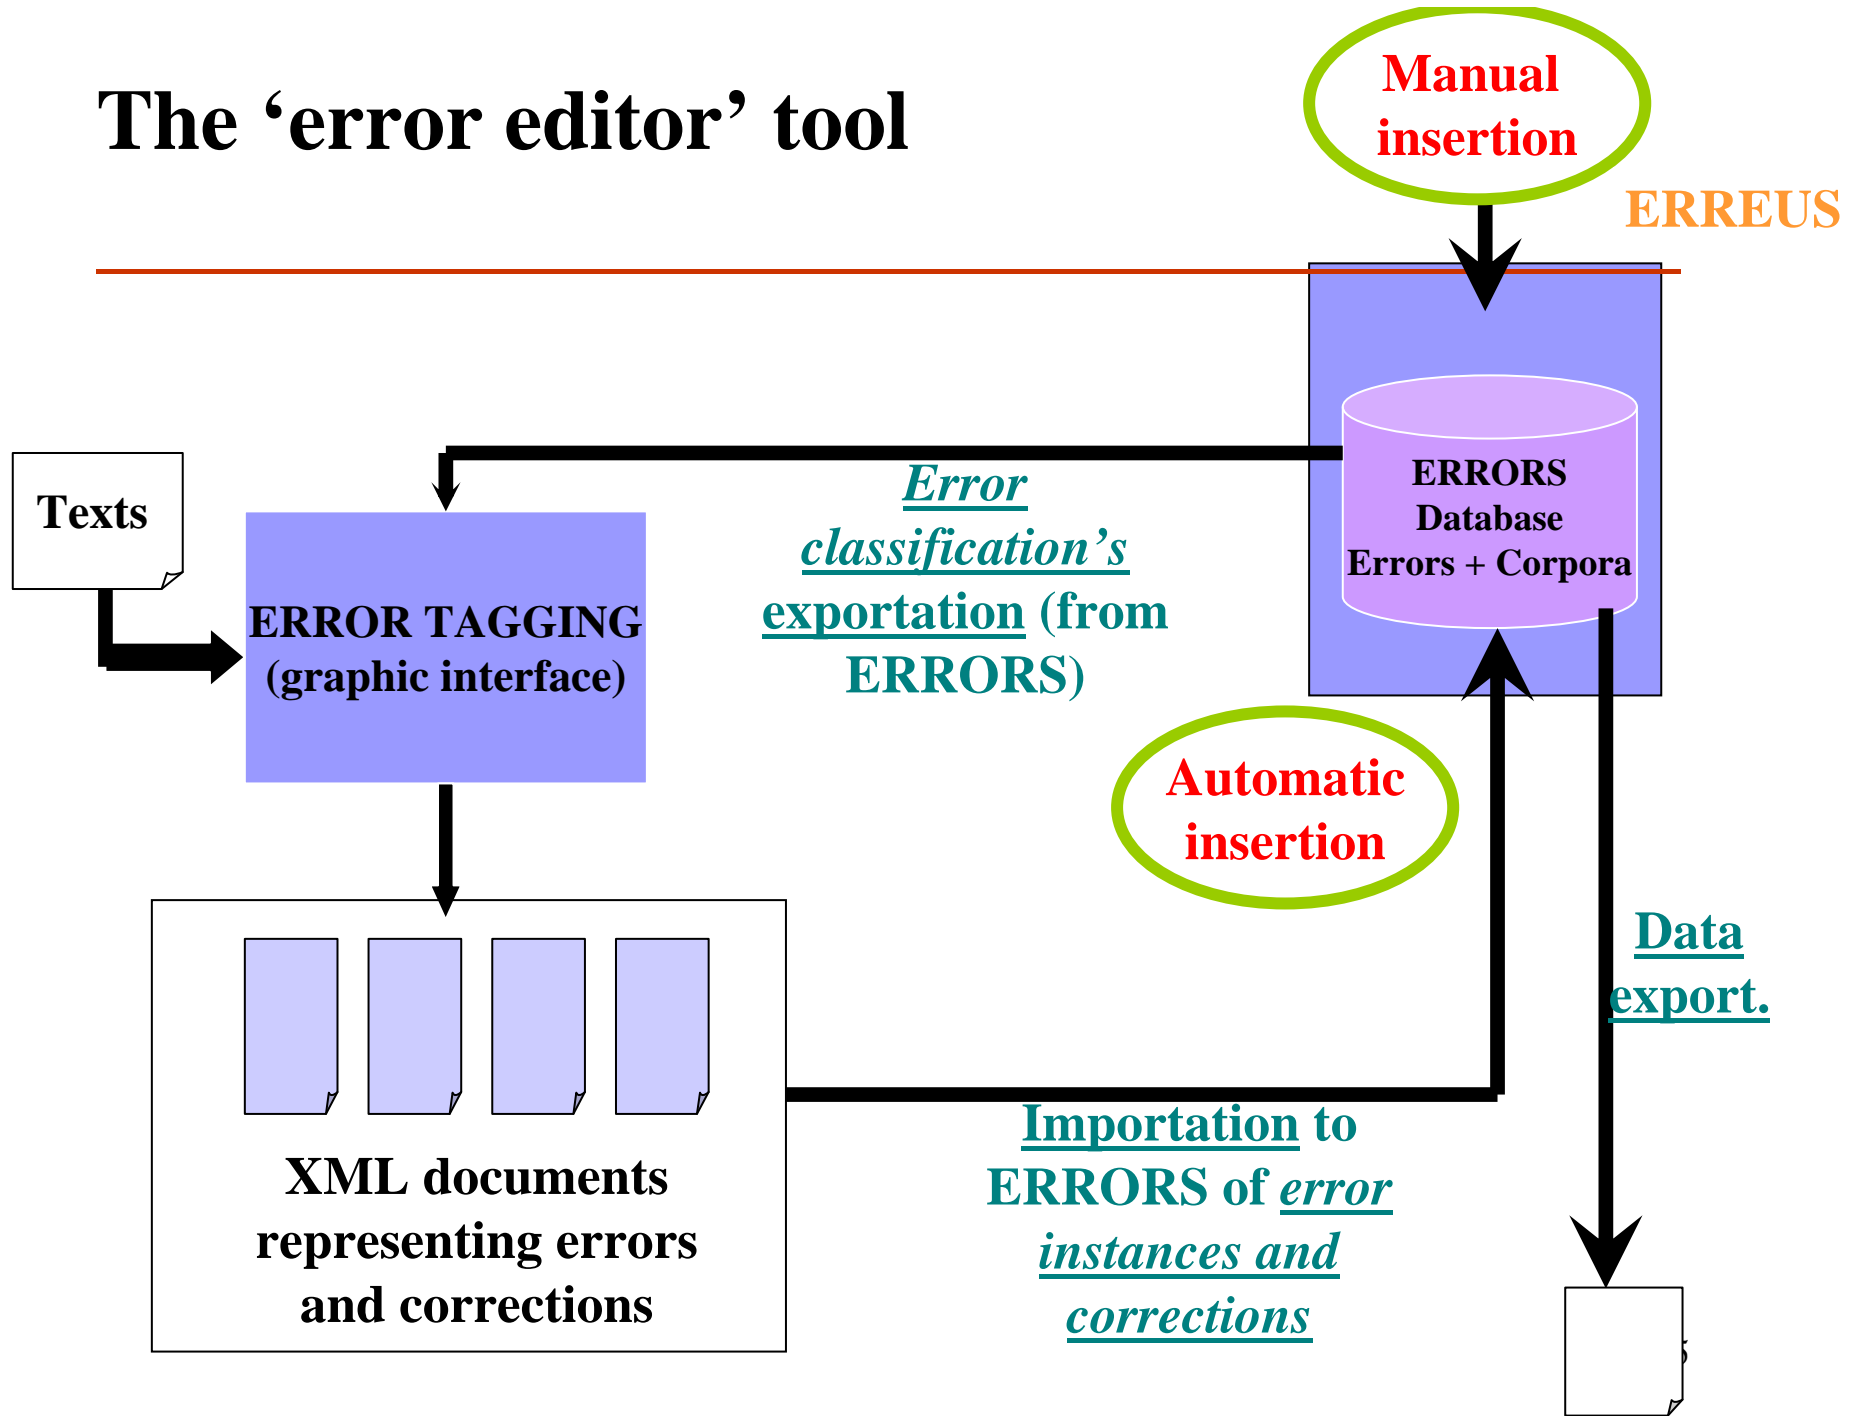 The ‘error editor’ tool
Manual
insertion
ERREUS
Texts
ERROR TAGGING
(graphic interface)
Error
classification’s
exportation (from
ERRORS)
ERRORS
Database
Errors + Corpora
Automatic
insertion
Data
export.
XML documents
representing errors
and corrections
Importation to
ERRORS of error
instances and
corrections